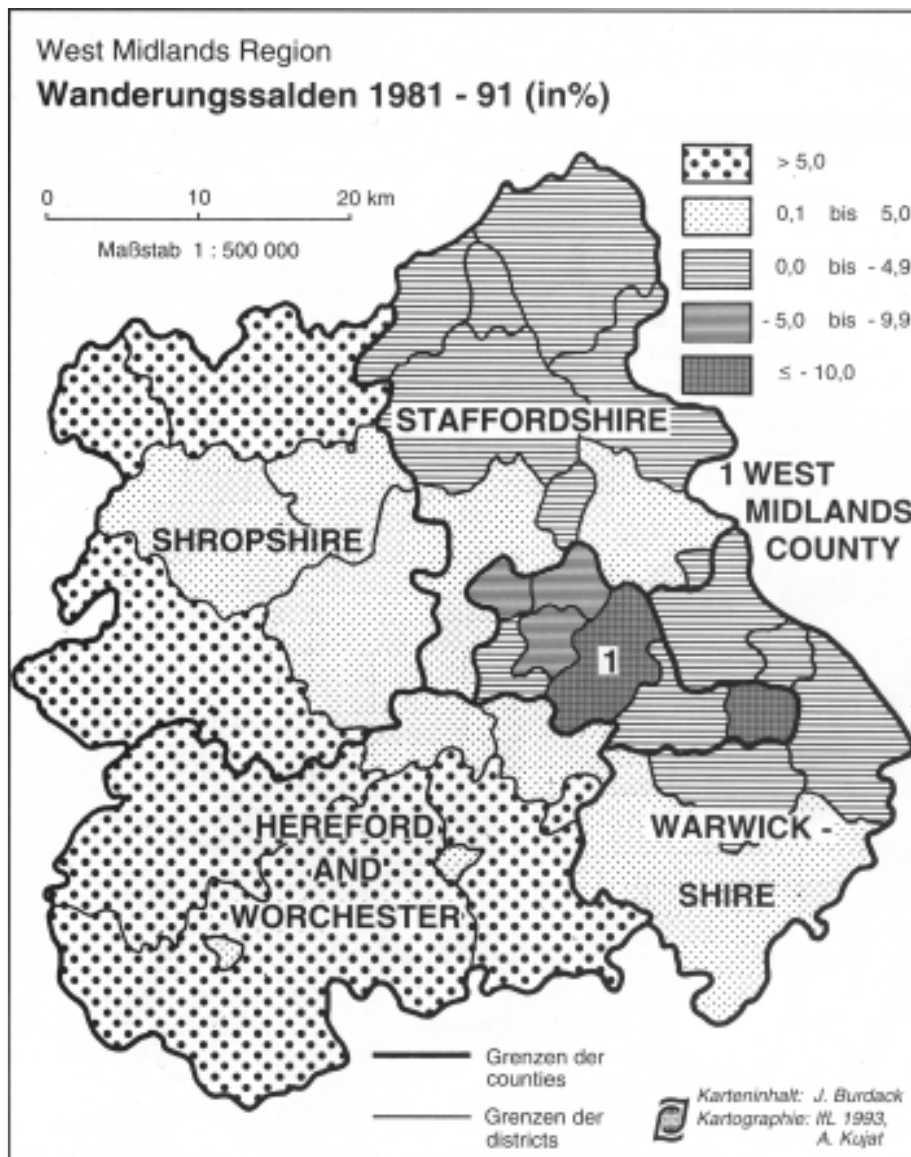 West Midlands Region
Wanderungssalden 1981 - 91 (in%)
0 10 20 km
Maßstab 1 : 500 000
> 5,0
0,1 bis 5,0
0,0 bis - 4,9
- 5,0 bis - 9,9
≤ - 10,0
STAFFORDSHIRE
1 WEST
MIDLANDS
COUNTY
SHROPSHIRE
1
HEREFORD
AND
WORCHESTER
WARWICK -
SHIRE
Grenzen der
counties
Grenzen der
districts
Karteninhalt: J. Burdack
Kartographie: IfL 1993,
A. Kujat